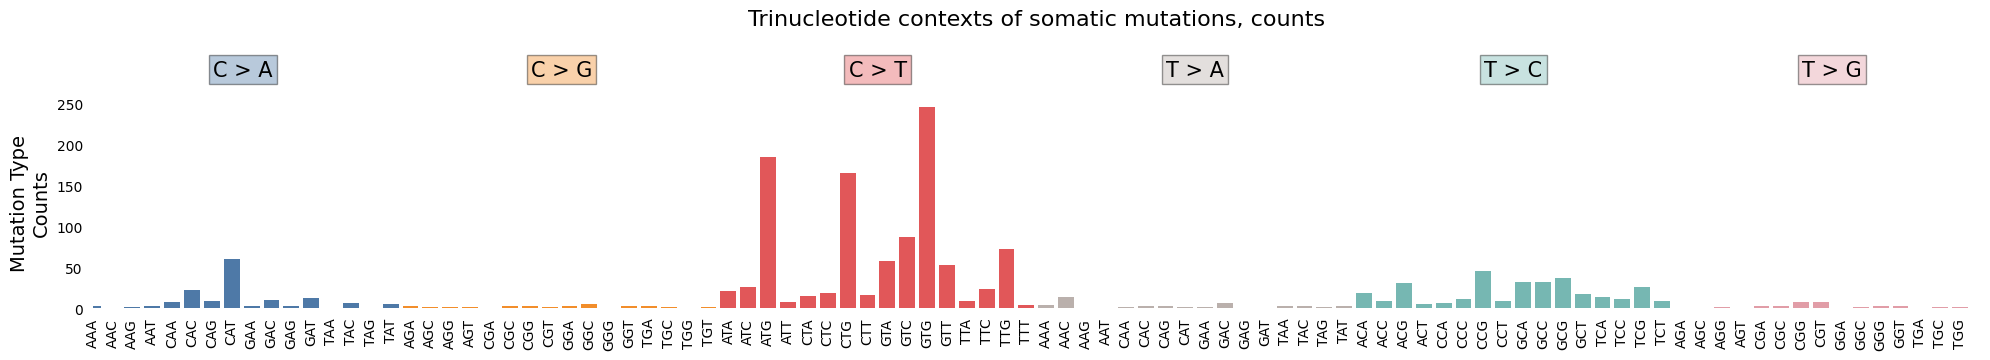 Trinucleotide contexts of somatic mutations, counts
C > A
C > G
C > T
T > A
T > C
T > G
Mutation Type
Counts
250
200
150
100
50
0
AAA
AAC
AAG
AAT
CAA
CAC
CAG
CAT
GAA
GAC
GAG
GAT
TAA
TAC
TAG
TAT
AGA
AGC
AGG
AGT
CGA
CGC
CGG
CGT
GGA
GGC
GGG
GGT
TGA
TGC
TGG
TGT
ATA
ATC
ATG
ATT
CTA
CTC
CTG
CTT
GTA
GTC
GTG
GTT
TTA
TTC
TTG
TTT
AAA
AAC
AAG
AAT
CAA
CAC
CAG
CAT
GAA
GAC
GAG
GAT
TAA
TAC
TAG
TAT
ACA
ACC
ACG
ACT
CCA
CCC
CCG
CCT
GCA
GCC
GCG
GCT
TCA
TCC
TCG
TCT
AGA
AGC
AGG
AGT
CGA
CGC
CGG
CGT
GGA
GGC
GGG
GGT
TGA
TGC
TGG